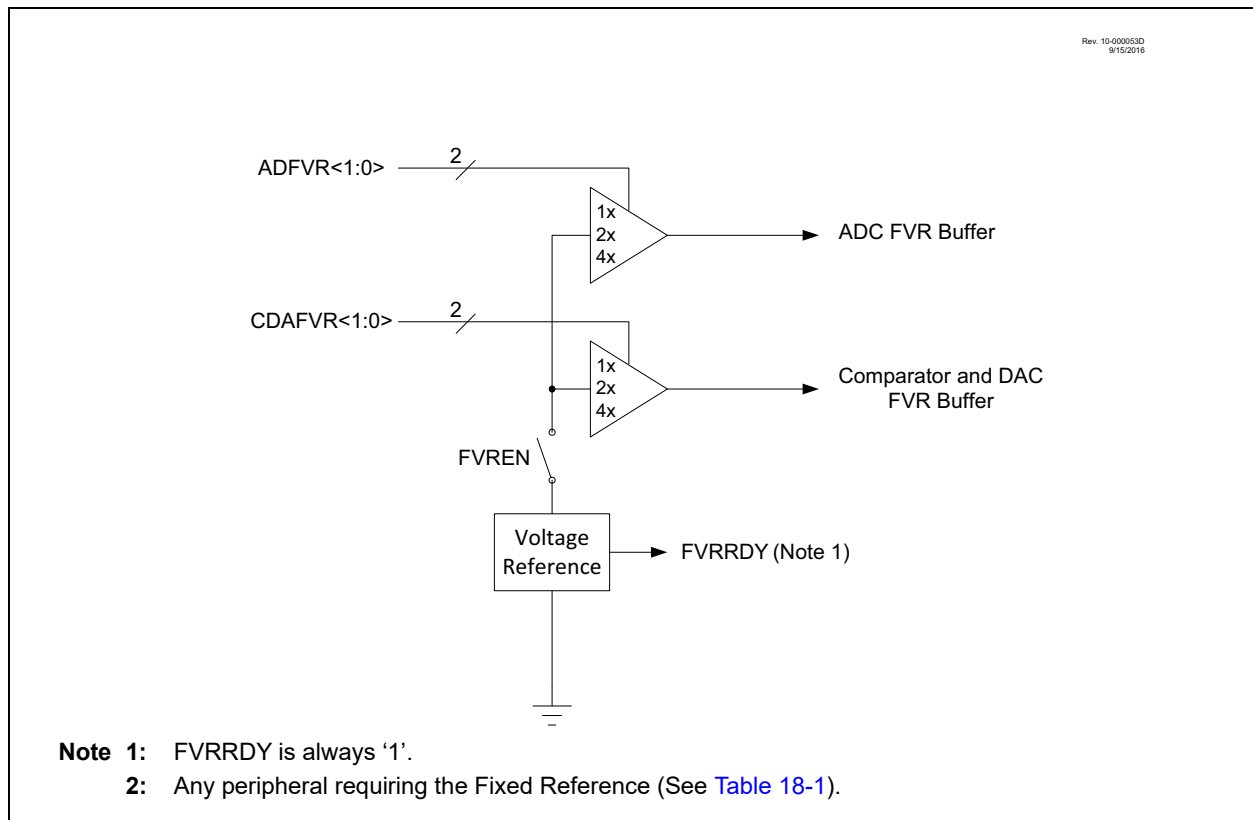 Rev. 10-000053D
9/15/2016
ADFVR<1:0>
2
1x
2x
4x
ADC FVR Buffer
CDAFVR<1:0>
2
1x
2x
4x
Comparator and DAC
FVR Buffer
FVREN
Voltage
Reference
FVRRDY (Note 1)
Note 1: FVRRDY is always ‘1’.
2: Any peripheral requiring the Fixed Reference (See Table 18-1).